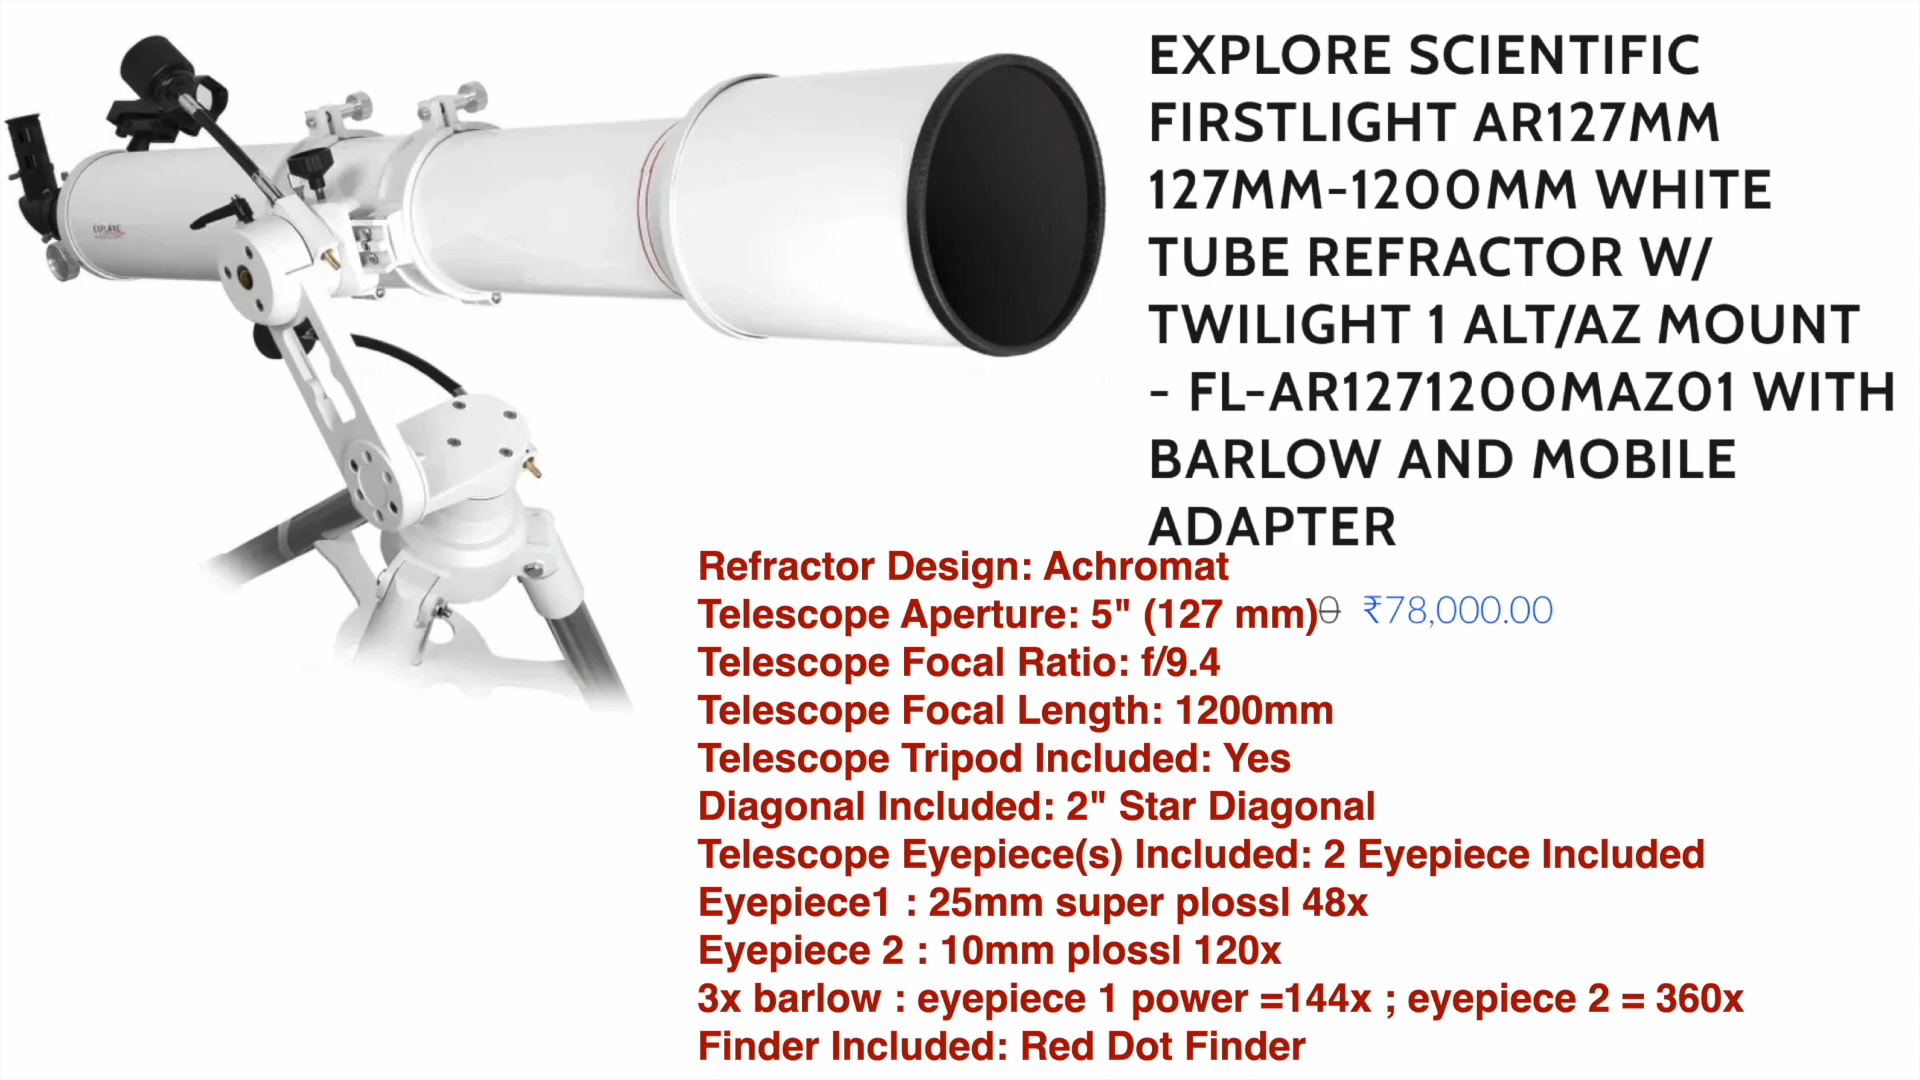 EXPLORE SCIENTIFIC
FIRSTLIGHT AR127MM
127MM-1200MM WHITE
TUBE REFRACTOR W/
TWILIGHT 1 ALT/AZ MOUNT
- FL-AR1271200MAZ01 WITH
BARLOW AND MOBILE
ADAPTER
0 ₹78,000.00
Refractor Design: Achromat
Telescope Aperture: 5" (127 mm)
Telescope Focal Ratio: f/9.4
Telescope Focal Length: 1200mm
Telescope Tripod Included: Yes
Diagonal Included: 2" Star Diagonal
Telescope Eyepiece(s) Included: 2 Eyepiece Included
Eyepiece1 : 25mm super plossl 48x
Eyepiece 2 : 10mm plossl 120x
3x barlow : eyepiece 1 power =144x ; eyepiece 2 = 360x
Finder Included: Red Dot Finder
EXPLORE